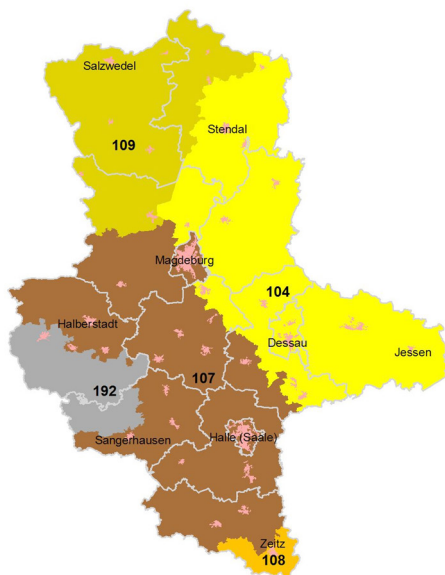 Salzwedel
Stendal
109
Magdeburg
104
Halberstadt
Dessau
Jessen
192
107
Sangerhausen
Halle (Saale)
Zeitz
108